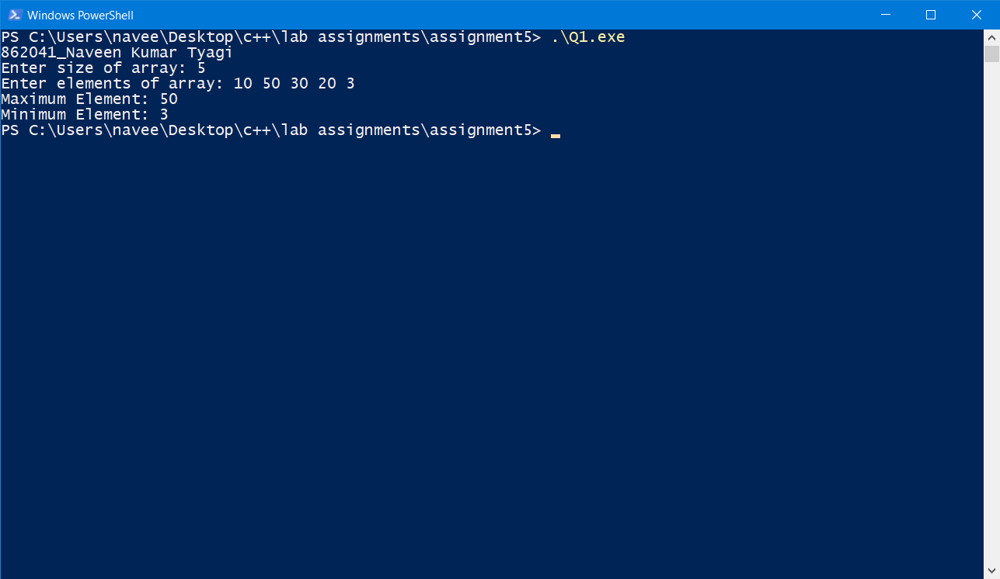 Windows PowerShell
PS C:\Users\navee\Desktop\c++\lab assignments\assignment5> .\Q1.exe
862041_Naveen Kumar Tyagi
Enter size of array: 5
Enter elements of array: 10 50 30 20 3
Maximum Element: 50
Minimum Element: 3
PS C:\Users\navee\Desktop\c++\lab assignments\assignment5>